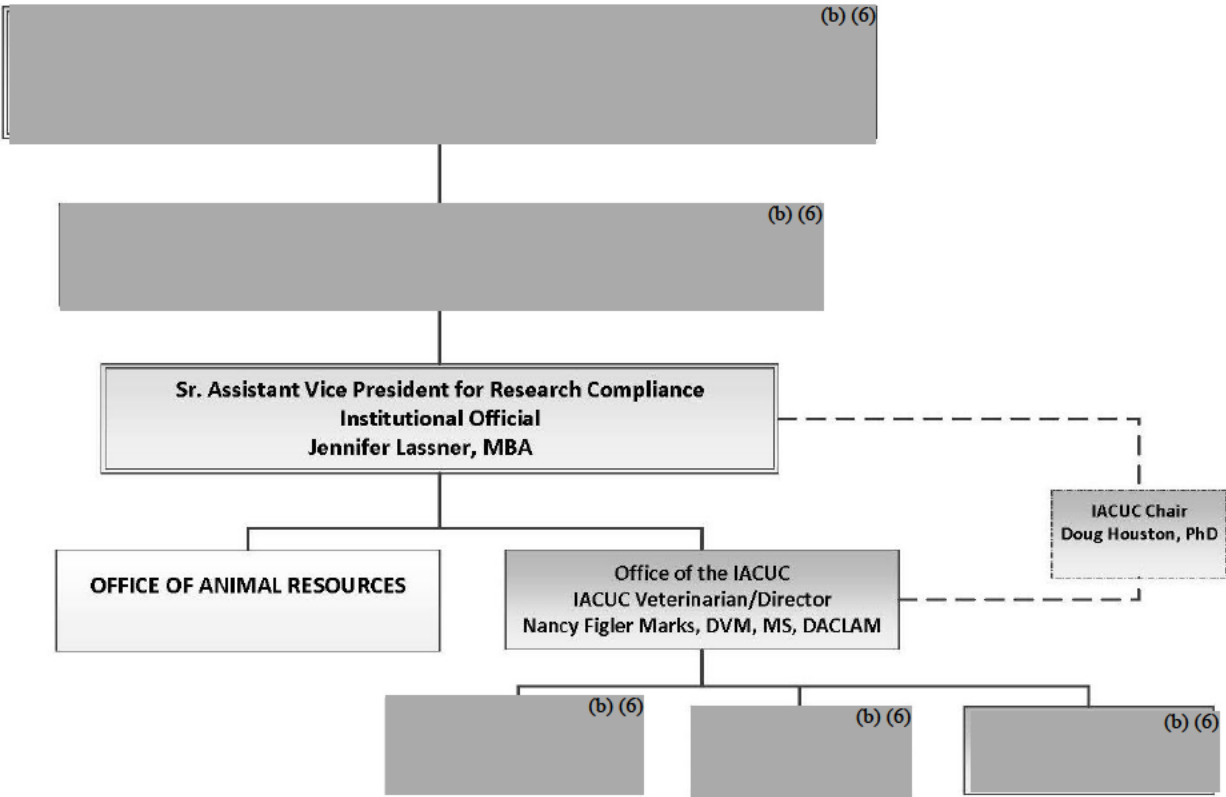 (b) (6)
(b) (6)
Sr. Assistant Vice President for Research Compliance
Institutional Official
Jennifer Lassner, MBA
IACUC Chair
Doug Houston, PhD
OFFICE OF ANIMAL RESOURCES
Office of the IACUC
IACUC Veterinarian/Director
Nancy Figler Marks, DVM, MS, DACLAM
(b) (6)
(b) (6)
(b) (6)